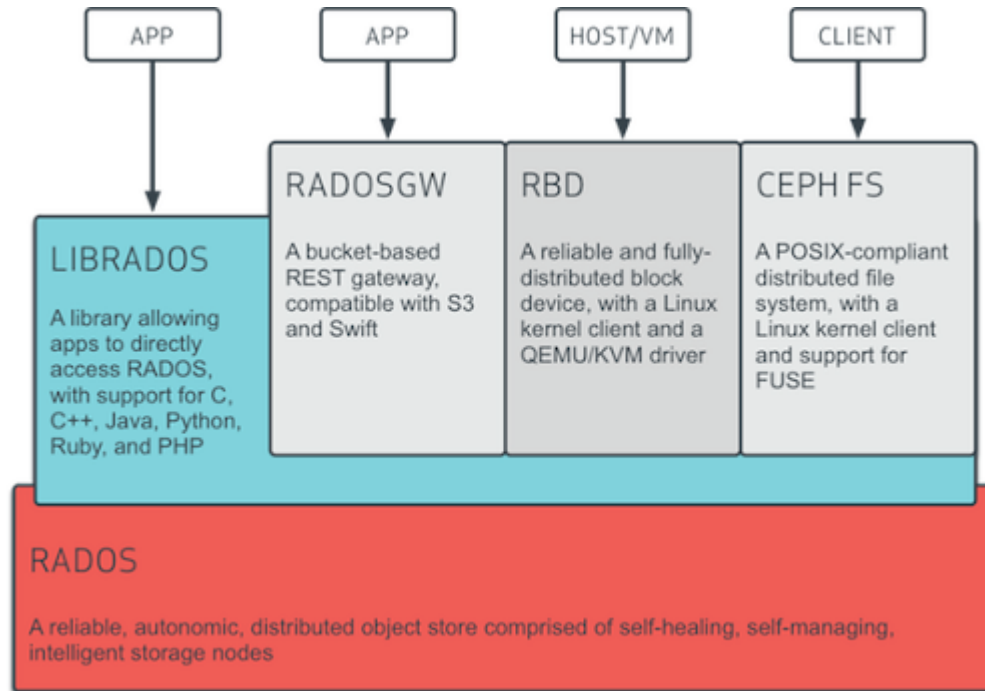 APP
APP
HOST/VM
CLIENT
LIBRADOS
A library allowing
apps to directly
access RADOS,
with support for C,
C++, Java, Python,
Ruby, and PHP
RADOSGW
A bucket-based
REST gateway,
compatible with S3
and Swift
RBD
A reliable and fully-
distributed block
device, with a Linux
kernel client and a
QEMU/KVM driver
CEPH FS
A POSIX-compliant
distributed file
system, with a
Linux kernel client
and support for
FUSE
RADOS
A reliable, autonomic, distributed object store comprised of self-healing, self-managing,
intelligent storage nodes